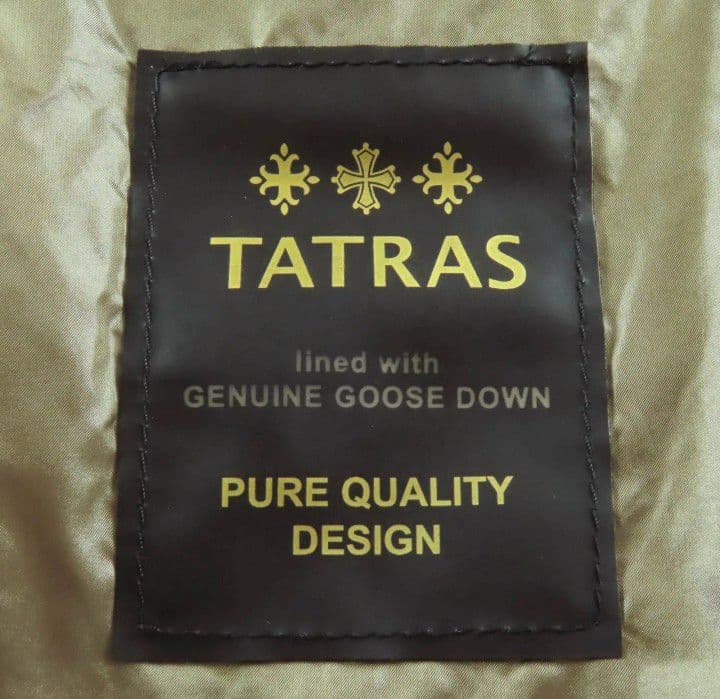 TATRAS
lined with
GENUINE GOOSE DOWN
PURE QUALITY
DESIGN